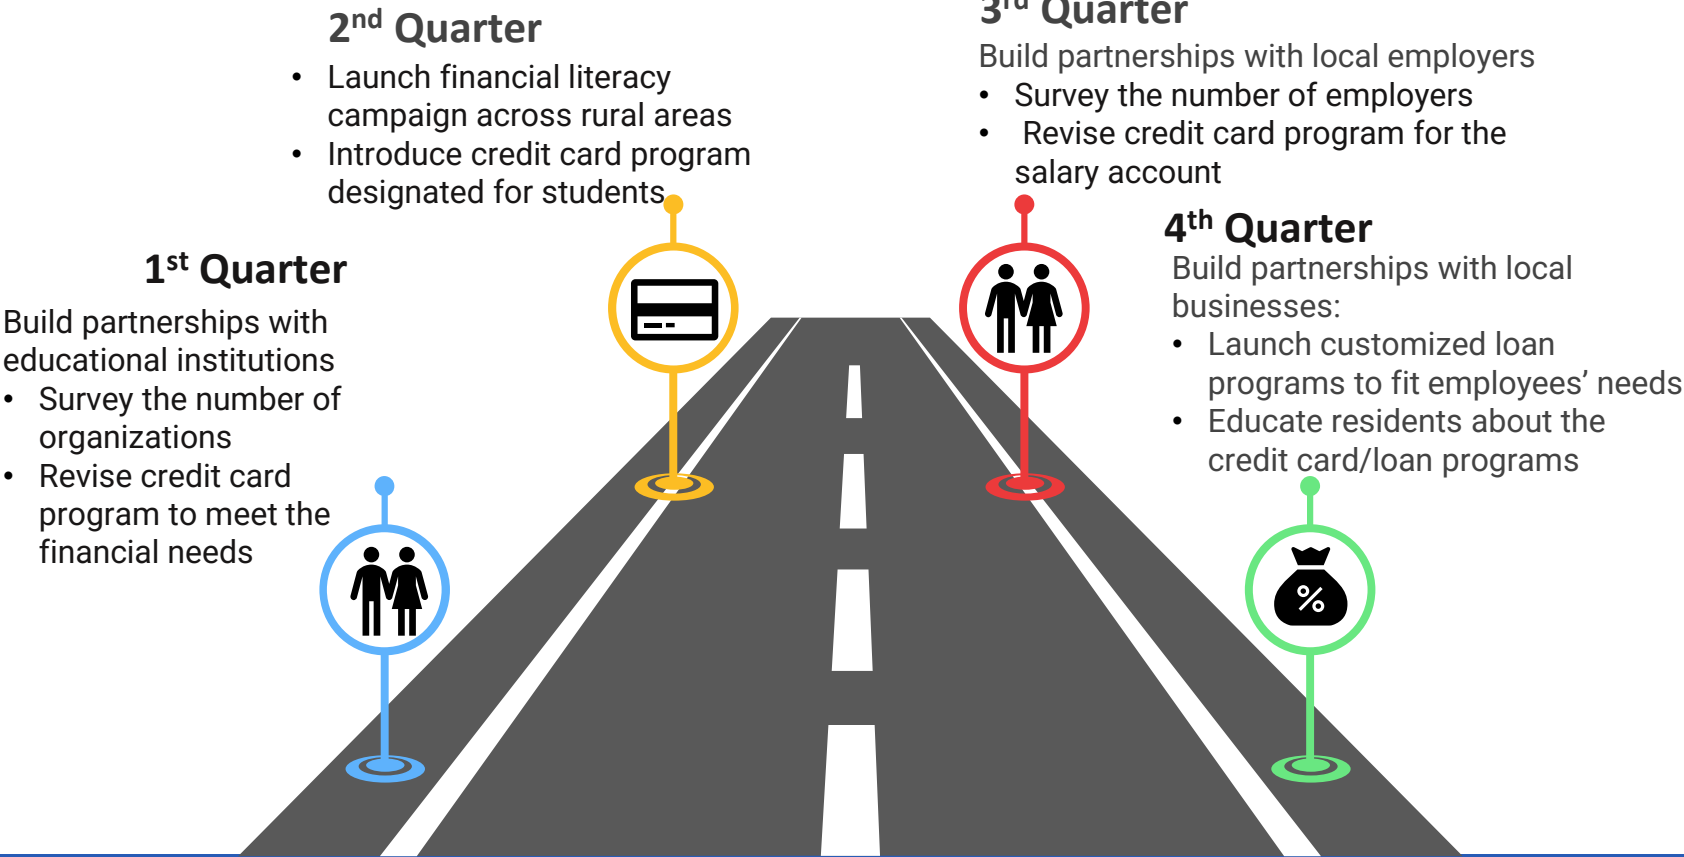 2nd Quarter
• Launch financial literacy
campaign across rural areas
• Introduce credit card program
designated for students
3rd Quarter
Build partnerships with local employers
• Survey the number of employers
• Revise credit card program for the
salary account
1st Quarter
Build partnerships with
educational institutions
• Survey the number of
organizations
• Revise credit card
program to meet the
financial needs
4th Quarter
Build partnerships with local
businesses:
• Launch customized loan
programs to fit employees’ needs
• Educate residents about the
credit card/loan programs
%